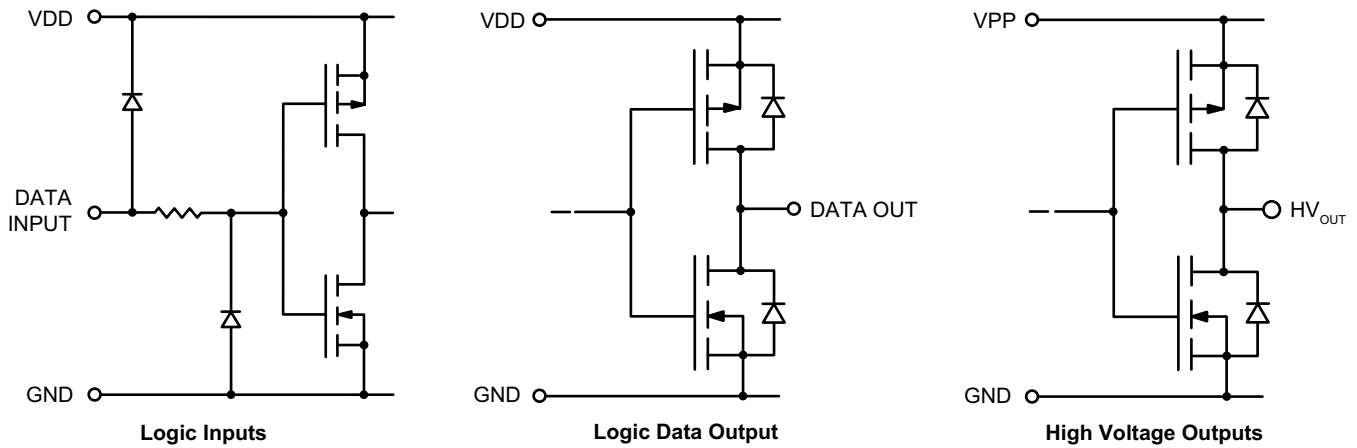 VDD
DATA
INPUT
GND
Logic Inputs
VDD
DATA OUT
GND
Logic Data Output
VPP
HVOUT
GND
High Voltage Outputs